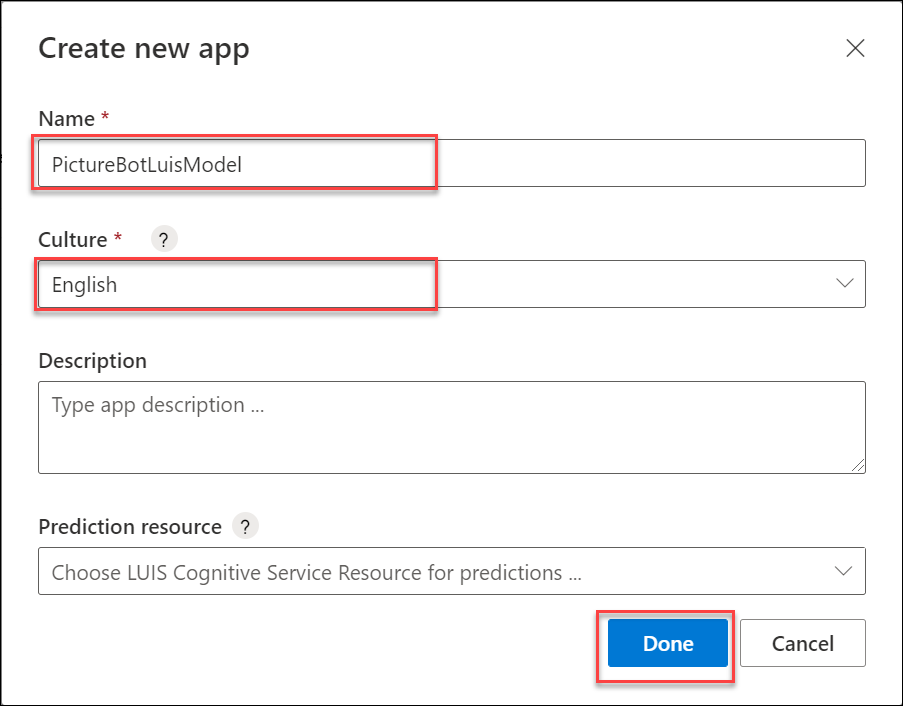 Create new app
Name *
PictureBotLuisModel
Culture * ?
English
Description
Type app description ...
Prediction resource ?
Choose LUIS Cognitive Service Resource for predictions ...
Done Cancel